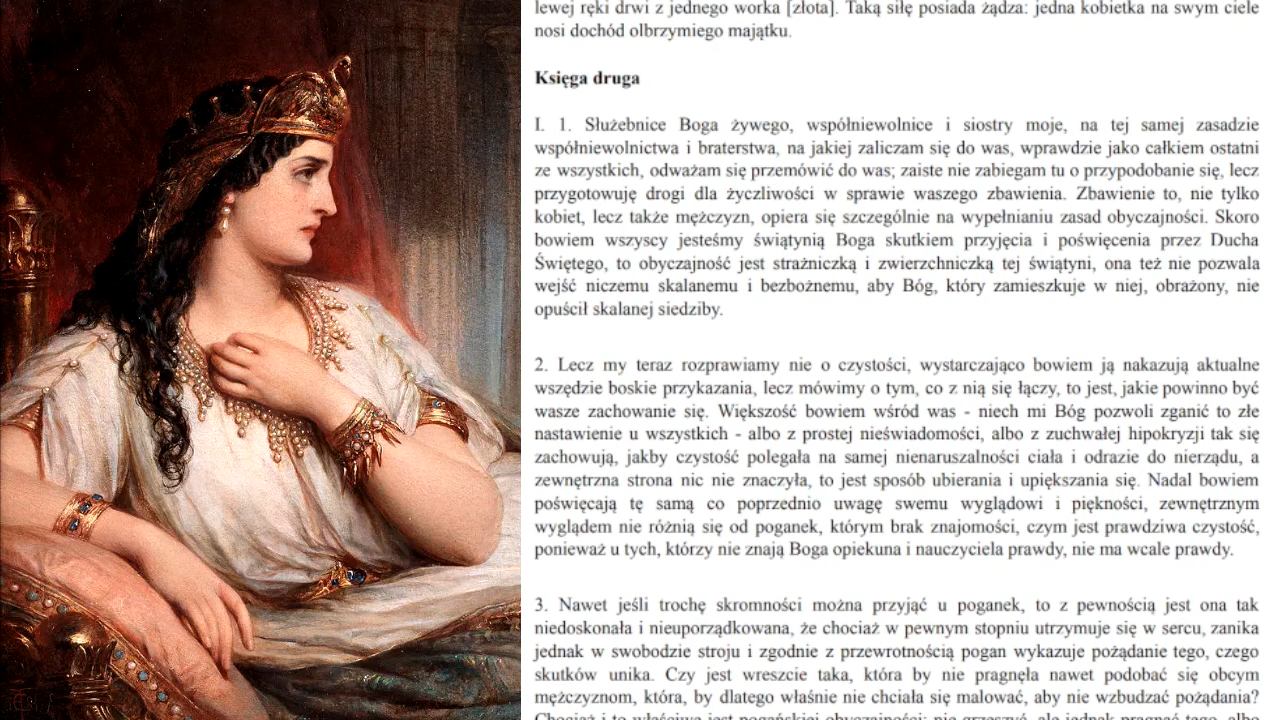 lewej ręki drwi z jednego worka [złota]. Taką siłę posiada żądza: jedna kobietka na swym ciele
nosi dochód olbrzymiego majątku.
Księga druga
I. 1. Służebnice Boga żywego, współniewolnice i siostry moje, na tej samej zasadzie
współniewolnictwa i braterstwa, na jakiej zaliczam się do was, wprawdzie jako całkiem ostatni
ze wszystkich, odważam się przemówić do was; zaiste nie zabiegam tu o przypodobanie się, lecz
przygotowuję drogi dla życzliwości w sprawie waszego zbawienia. Zbawienie to, nie tylko
kobiet, lecz także mężczyzn, opiera się szczególnie na wypełnianiu zasad obyczajności. Skoro
bowiem wszyscy jesteśmy świątynią Boga skutkiem przyjęcia i poświęcenia przez Ducha
Świętego, to obyczajność jest strażniczką i zwierzchniczką tej świątyni, ona też nie pozwala
wejść niczemu skalanemu i bezbożnemu, aby Bóg, który zamieszkuje w niej, obrażony, nie
opuścił skalanej siedziby.
2. Lecz my teraz rozprawiamy nie o czystości, wystarczająco bowiem ją nakazują aktualne
wszędzie boskie przykazania, lecz mówimy o tym, co z nią się łączy, to jest, jakie powinno być
wasze zachowanie się. Większość bowiem wśród was - niech mi Bóg pozwoli zganić to złe
nastawienie u wszystkich - albo z prostej nieświadomości, albo z zuchwałej hipokryzji tak się
zachowują, jakby czystość polegała na samej nienaruszalności ciała i odrazie do nierządu, a
zewnętrzna strona nic nie znaczyła, to jest sposób ubierania i upiększania się. Nadal bowiem
poświęcają tę samą co poprzednio uwagę swemu wyglądowi i piękności, zewnętrznym
wyglądem nie różnią się od poganek, którym brak znajomości, czym jest prawdziwa czystość,
ponieważ u tych, którzy nie znają Boga opiekuna i nauczyciela prawdy, nie ma wcale prawdy.
3. Nawet jeśli trochę skromności można przyjąć u poganek, to z pewnością jest ona tak
niedoskonała i nieuporządkowana, że chociaż w pewnym stopniu utrzymuje się w sercu, zanika
jednak w swobodzie stroju i zgodnie z przewrotnością pogan wykazuje pożądanie tego, czego
skutków unika. Czy jest wreszcie taka, która by nie pragnęła nawet podobać się obcym
mężczyznom, która, by dlatego właśnie nie chciała się malować, aby nie wzbudzać pożądania?
Chociaż i to właściwe jest pogańskiej obyczajności: nie grzeszyć, ale jednak pragnąć tego, albo